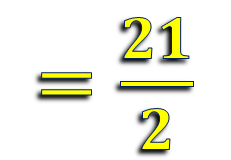 = 21/2